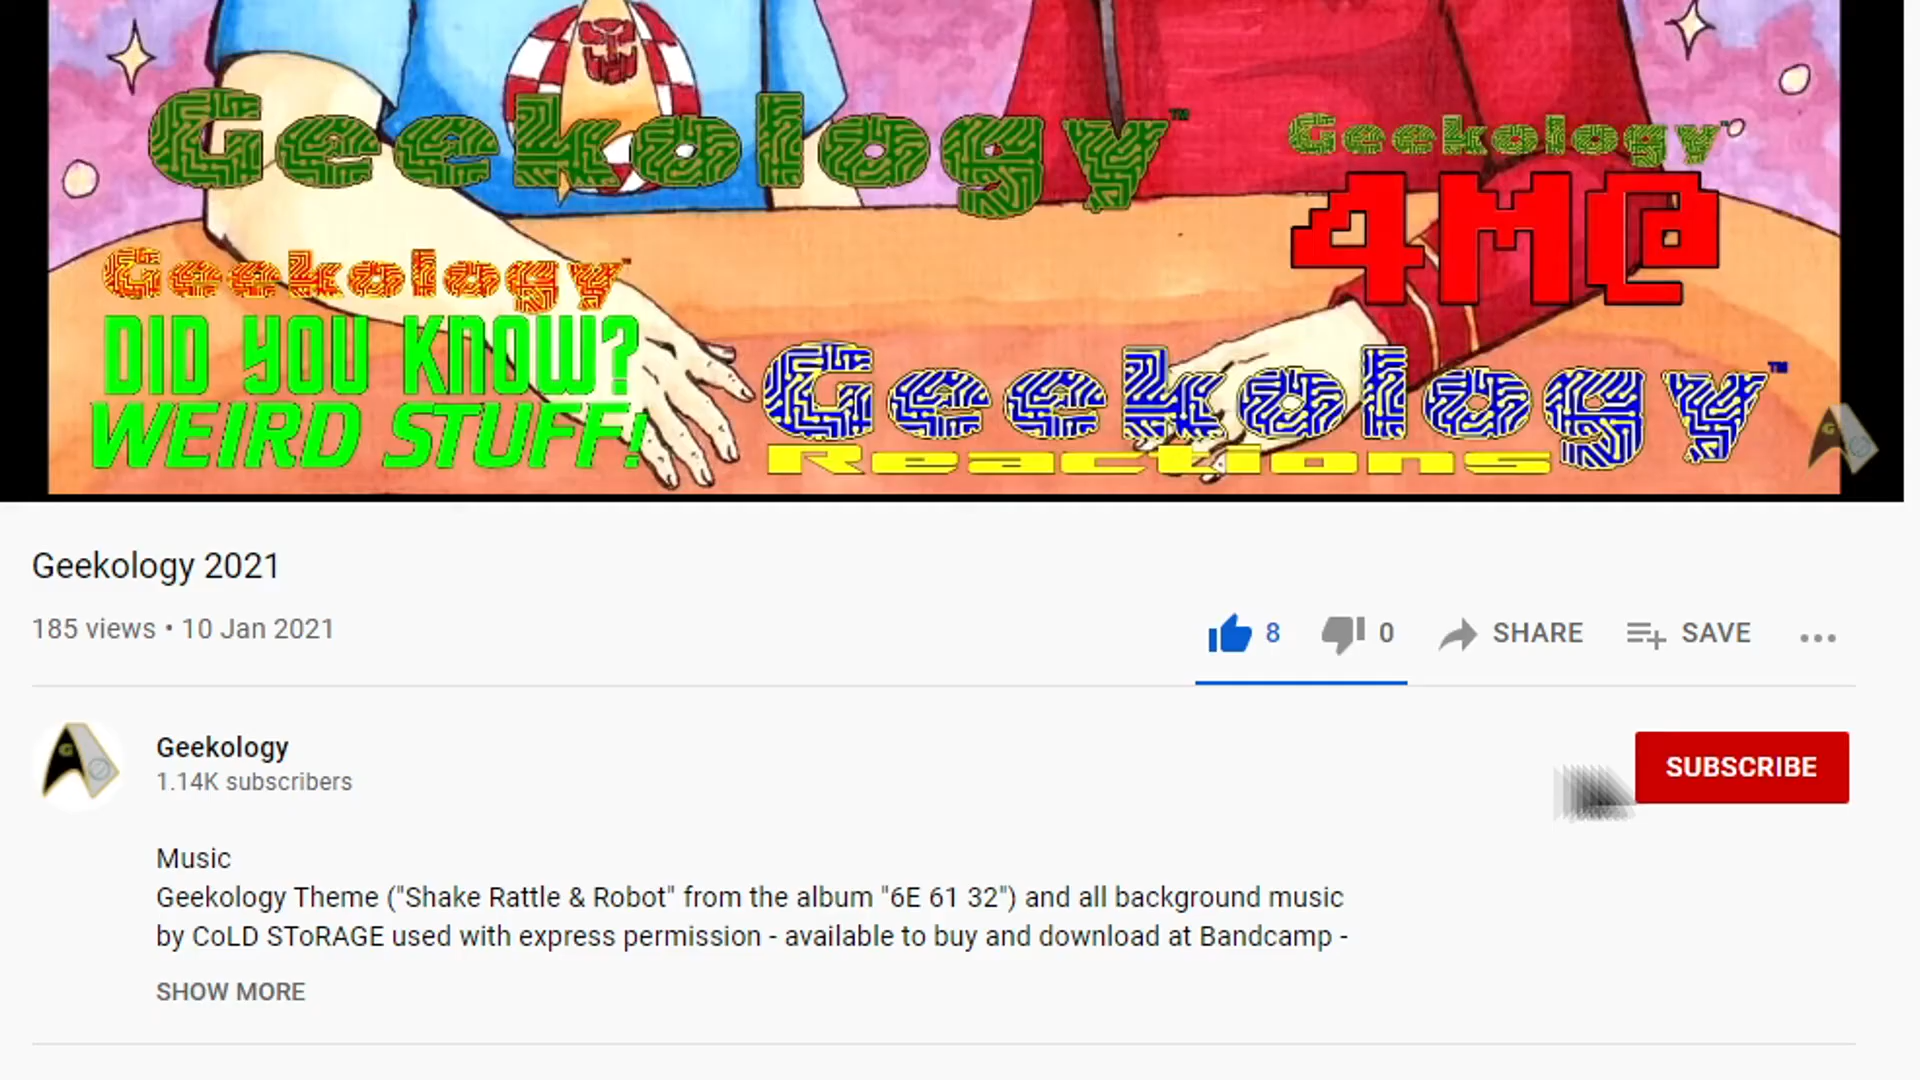 Geekology™
Geekology™
4M@
Geekology™
DID YOU KNOW?
WEIRD STUFF!
Geekology™
Reactions
Geekology 2021
185 views • 10 Jan 2021
8
0
SHARE
SAVE
G
Geekology
1.14K subscribers
SUBSCRIBE
Music
Geekology Theme ("Shake Rattle & Robot" from the album "6E 61 32") and all background music
by CoLD SToRAGE used with express permission - available to buy and download at Bandcamp -
SHOW MORE